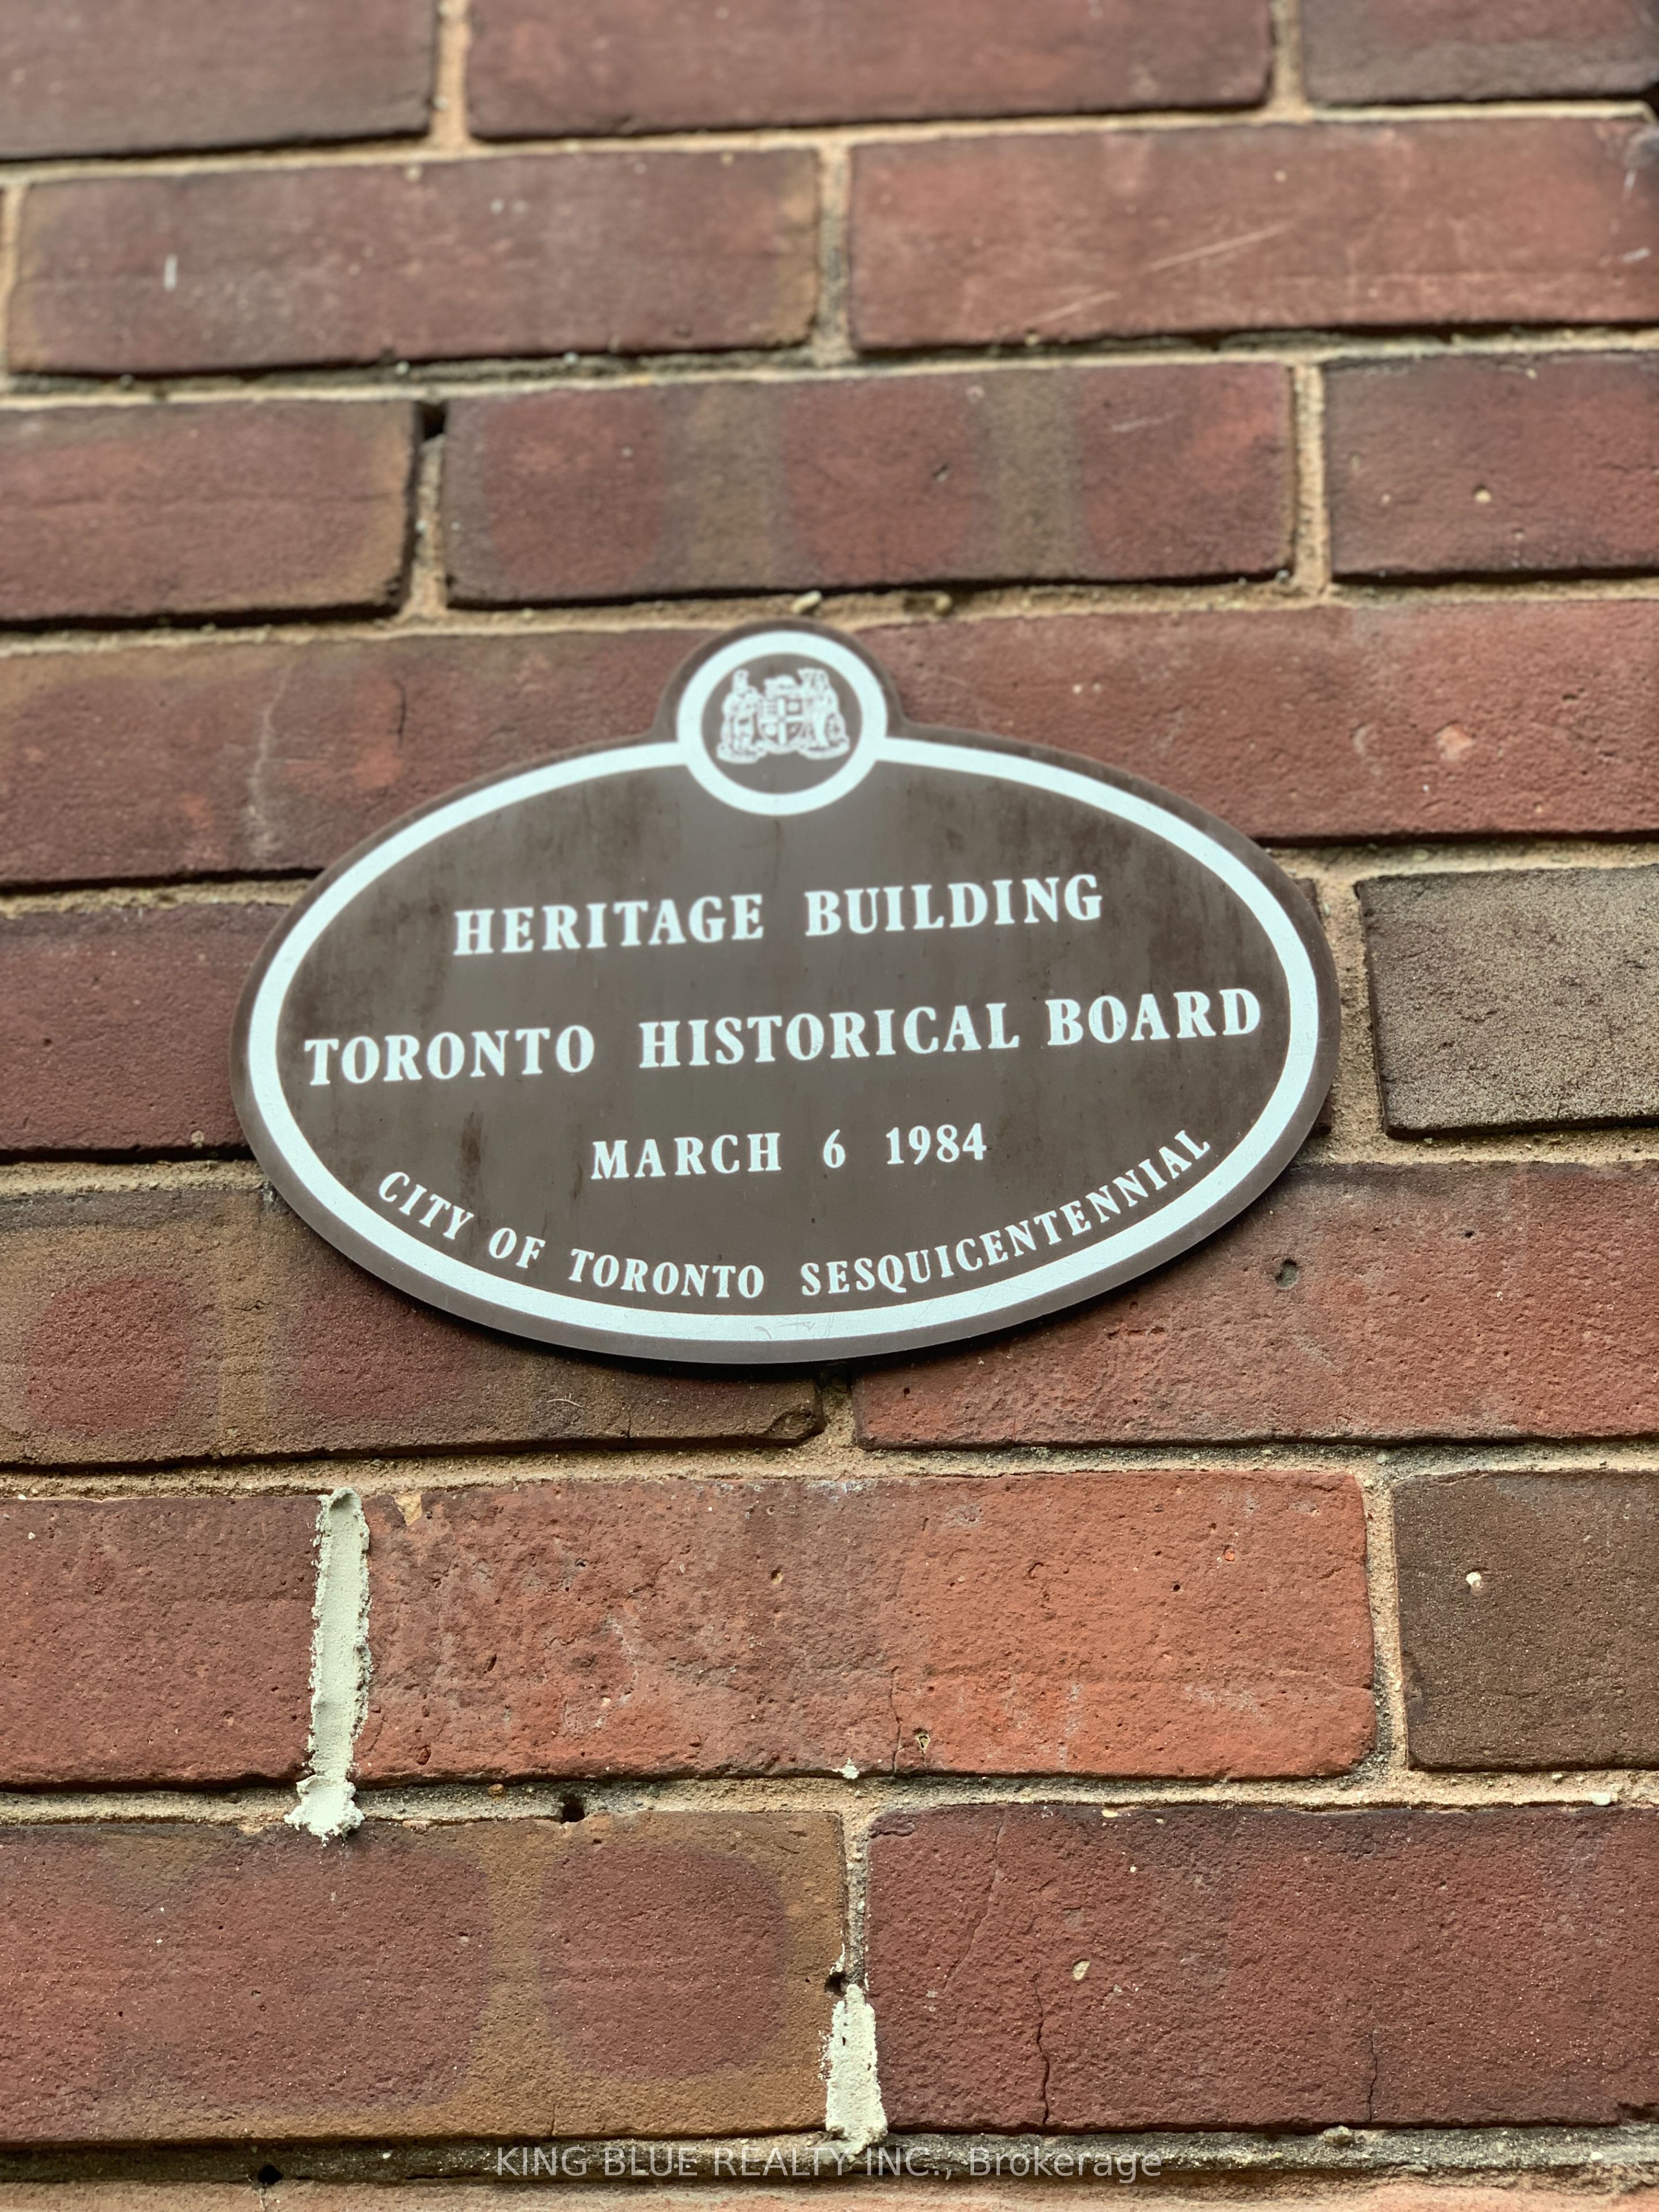 HERITAGE BUILDING
TORONTO HISTORICAL BOARD
MARCH 6 1984
CITY OF TORONTO SESQUICENTENNIAL
KING BLUE REALTY INC., Brokerage